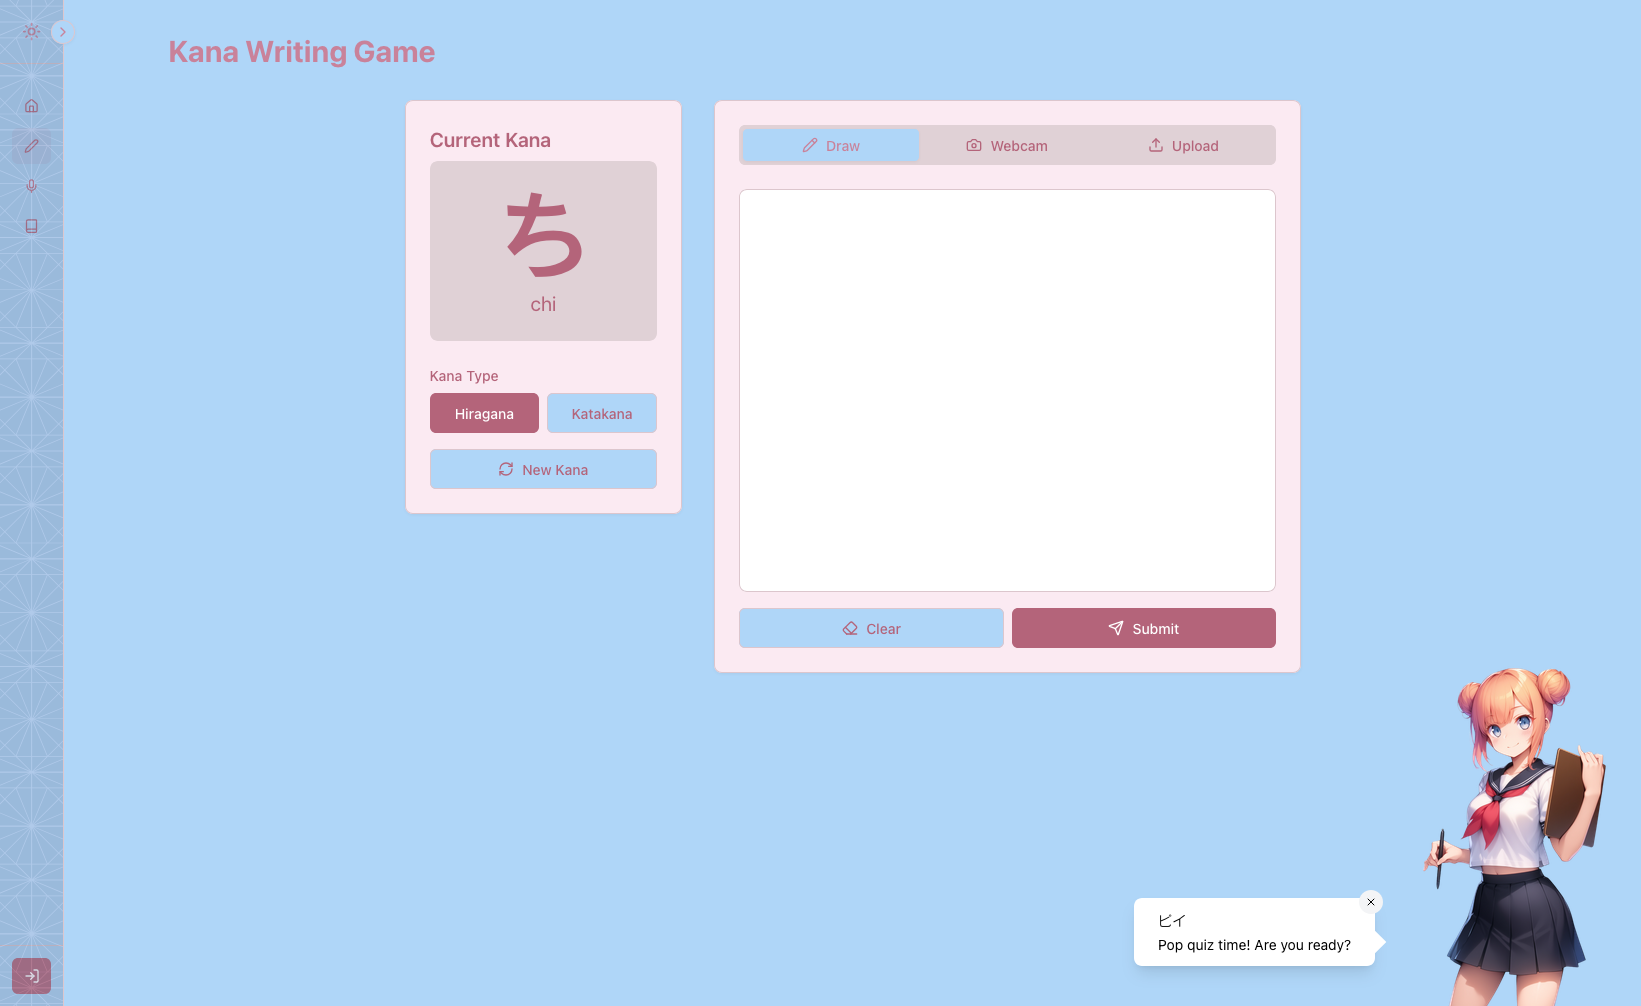 Kana Writing Game
Current Kana
ち
chi
Kana Type
Hiragana
Katakana
New Kana
Draw
Webcam
Upload
Clear
Submit
ビイ
Pop quiz time! Are you ready?